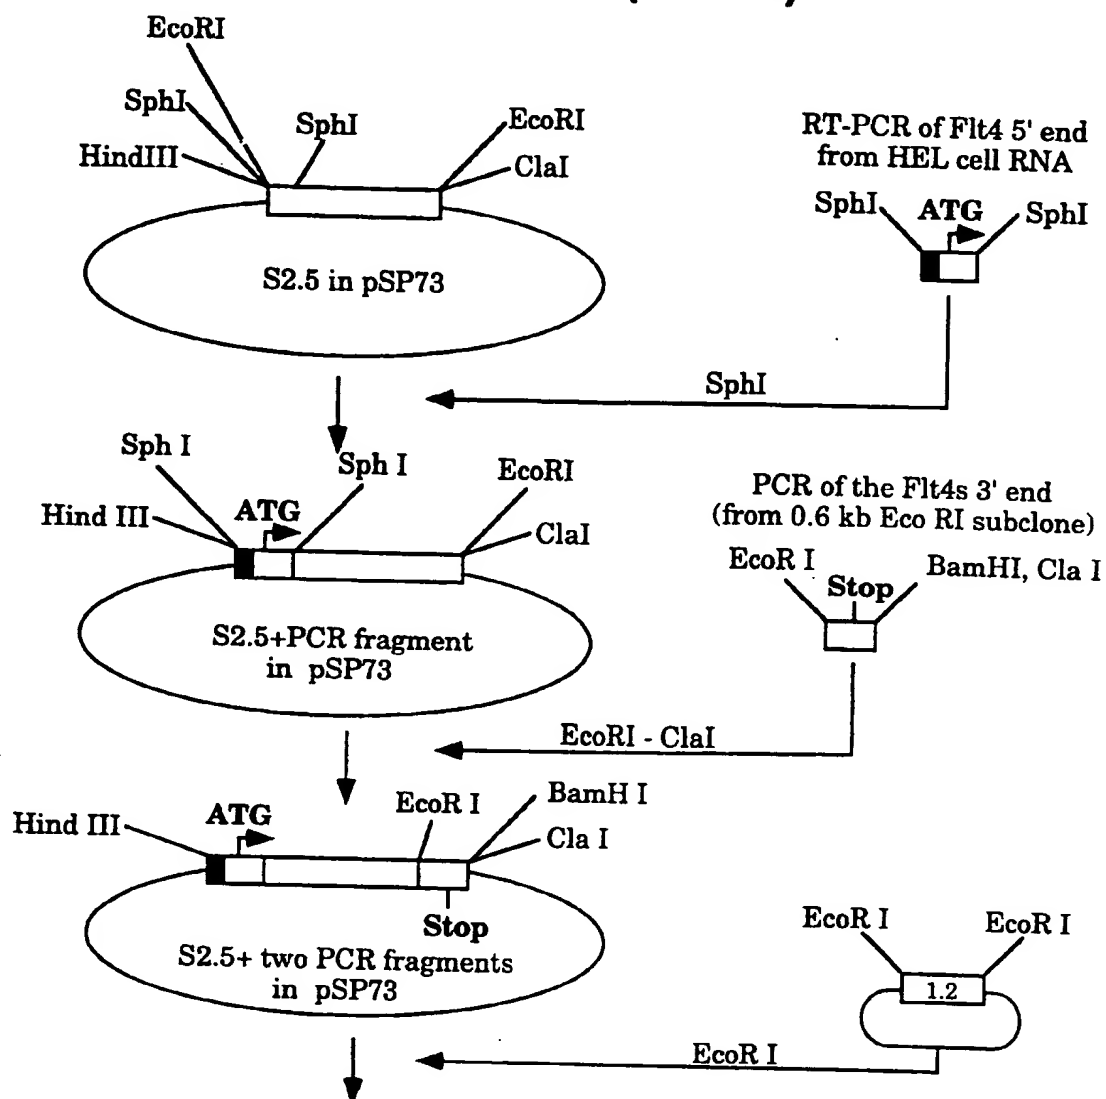 EcoRI
SphI
SphI
EcoRI
HindIII
ClaI
RT-PCR of Flt4 5' end
from HEL cell RNA
SphI
ATG
SphI
S2.5 in pSP73
SphI
Sph I
Sph I
EcoRI
Hind III
ATG
ClaI
PCR of the Flt4s 3' end
(from 0.6 kb Eco RI subclone)
EcoR I
Stop
BamHI, Cla I
S2.5+PCR fragment
in pSP73
EcoRI - ClaI
Hind III
ATG
EcoR I
BamH I
Cla I
Stop
S2.5+ two PCR fragments
in pSP73
EcoR I
EcoR I
1.2
EcoR I